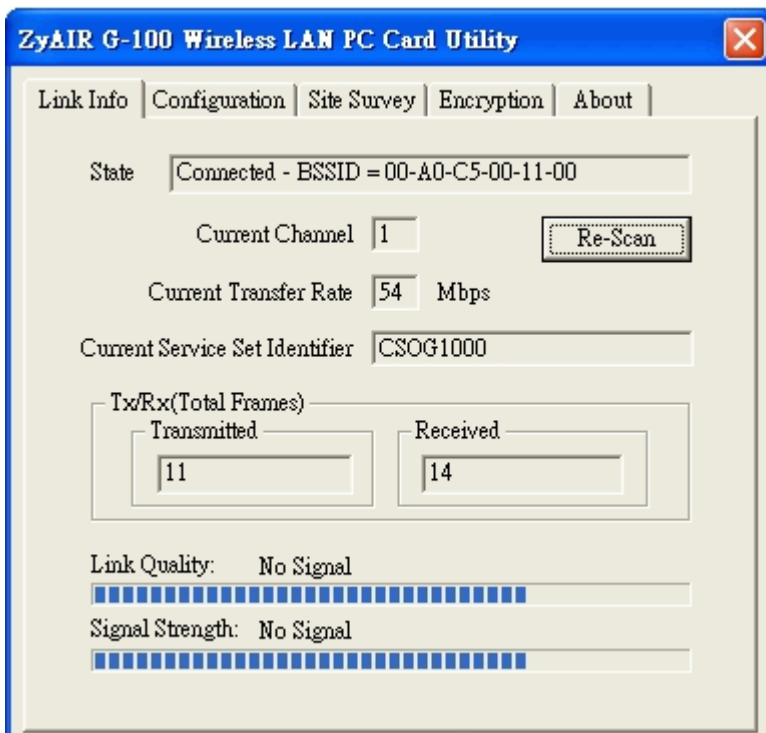 ZyAIR G-100 Wireless LAN PC Card Utility
Link Info Configuration Site Survey Encryption About
State Connected - BSSID = 00-A0-C5-00-11-00
Current Channel 1 Re-Scan
Current Transfer Rate 54 Mbps
Current Service Set Identifier CSOG1000
Tx/Rx(Total Frames)
Transmitted Received
11 14
Link Quality: No Signal
Signal Strength: No Signal